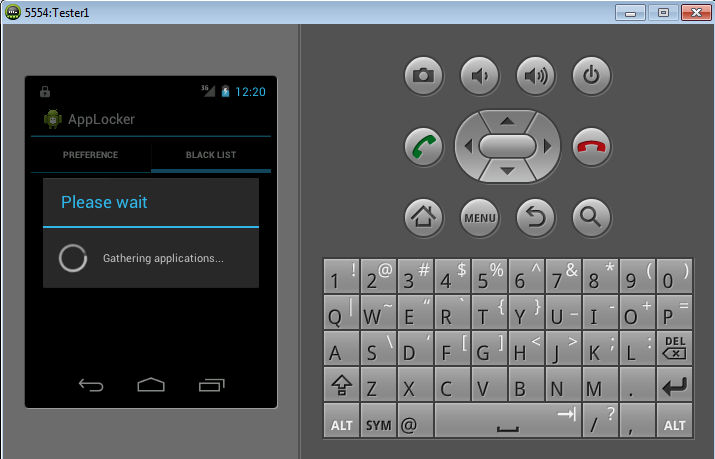 5554:Tester1
3G 12:20
AppLocker
PREFERENCE BLACK LIST
Please wait
Gathering applications...
MENU
1 ! 2 @ 3 # 4 $ 5 % 6 ^ 7 & 8 * 9 ( 0 )
Q | W ~ E “ R ` T { Y } U _ I - O + P =
A S \ D ‘ F [ G ] H < J > K ; L : DEL
Z X C V B N M .
ALT SYM @ / ? , ALT